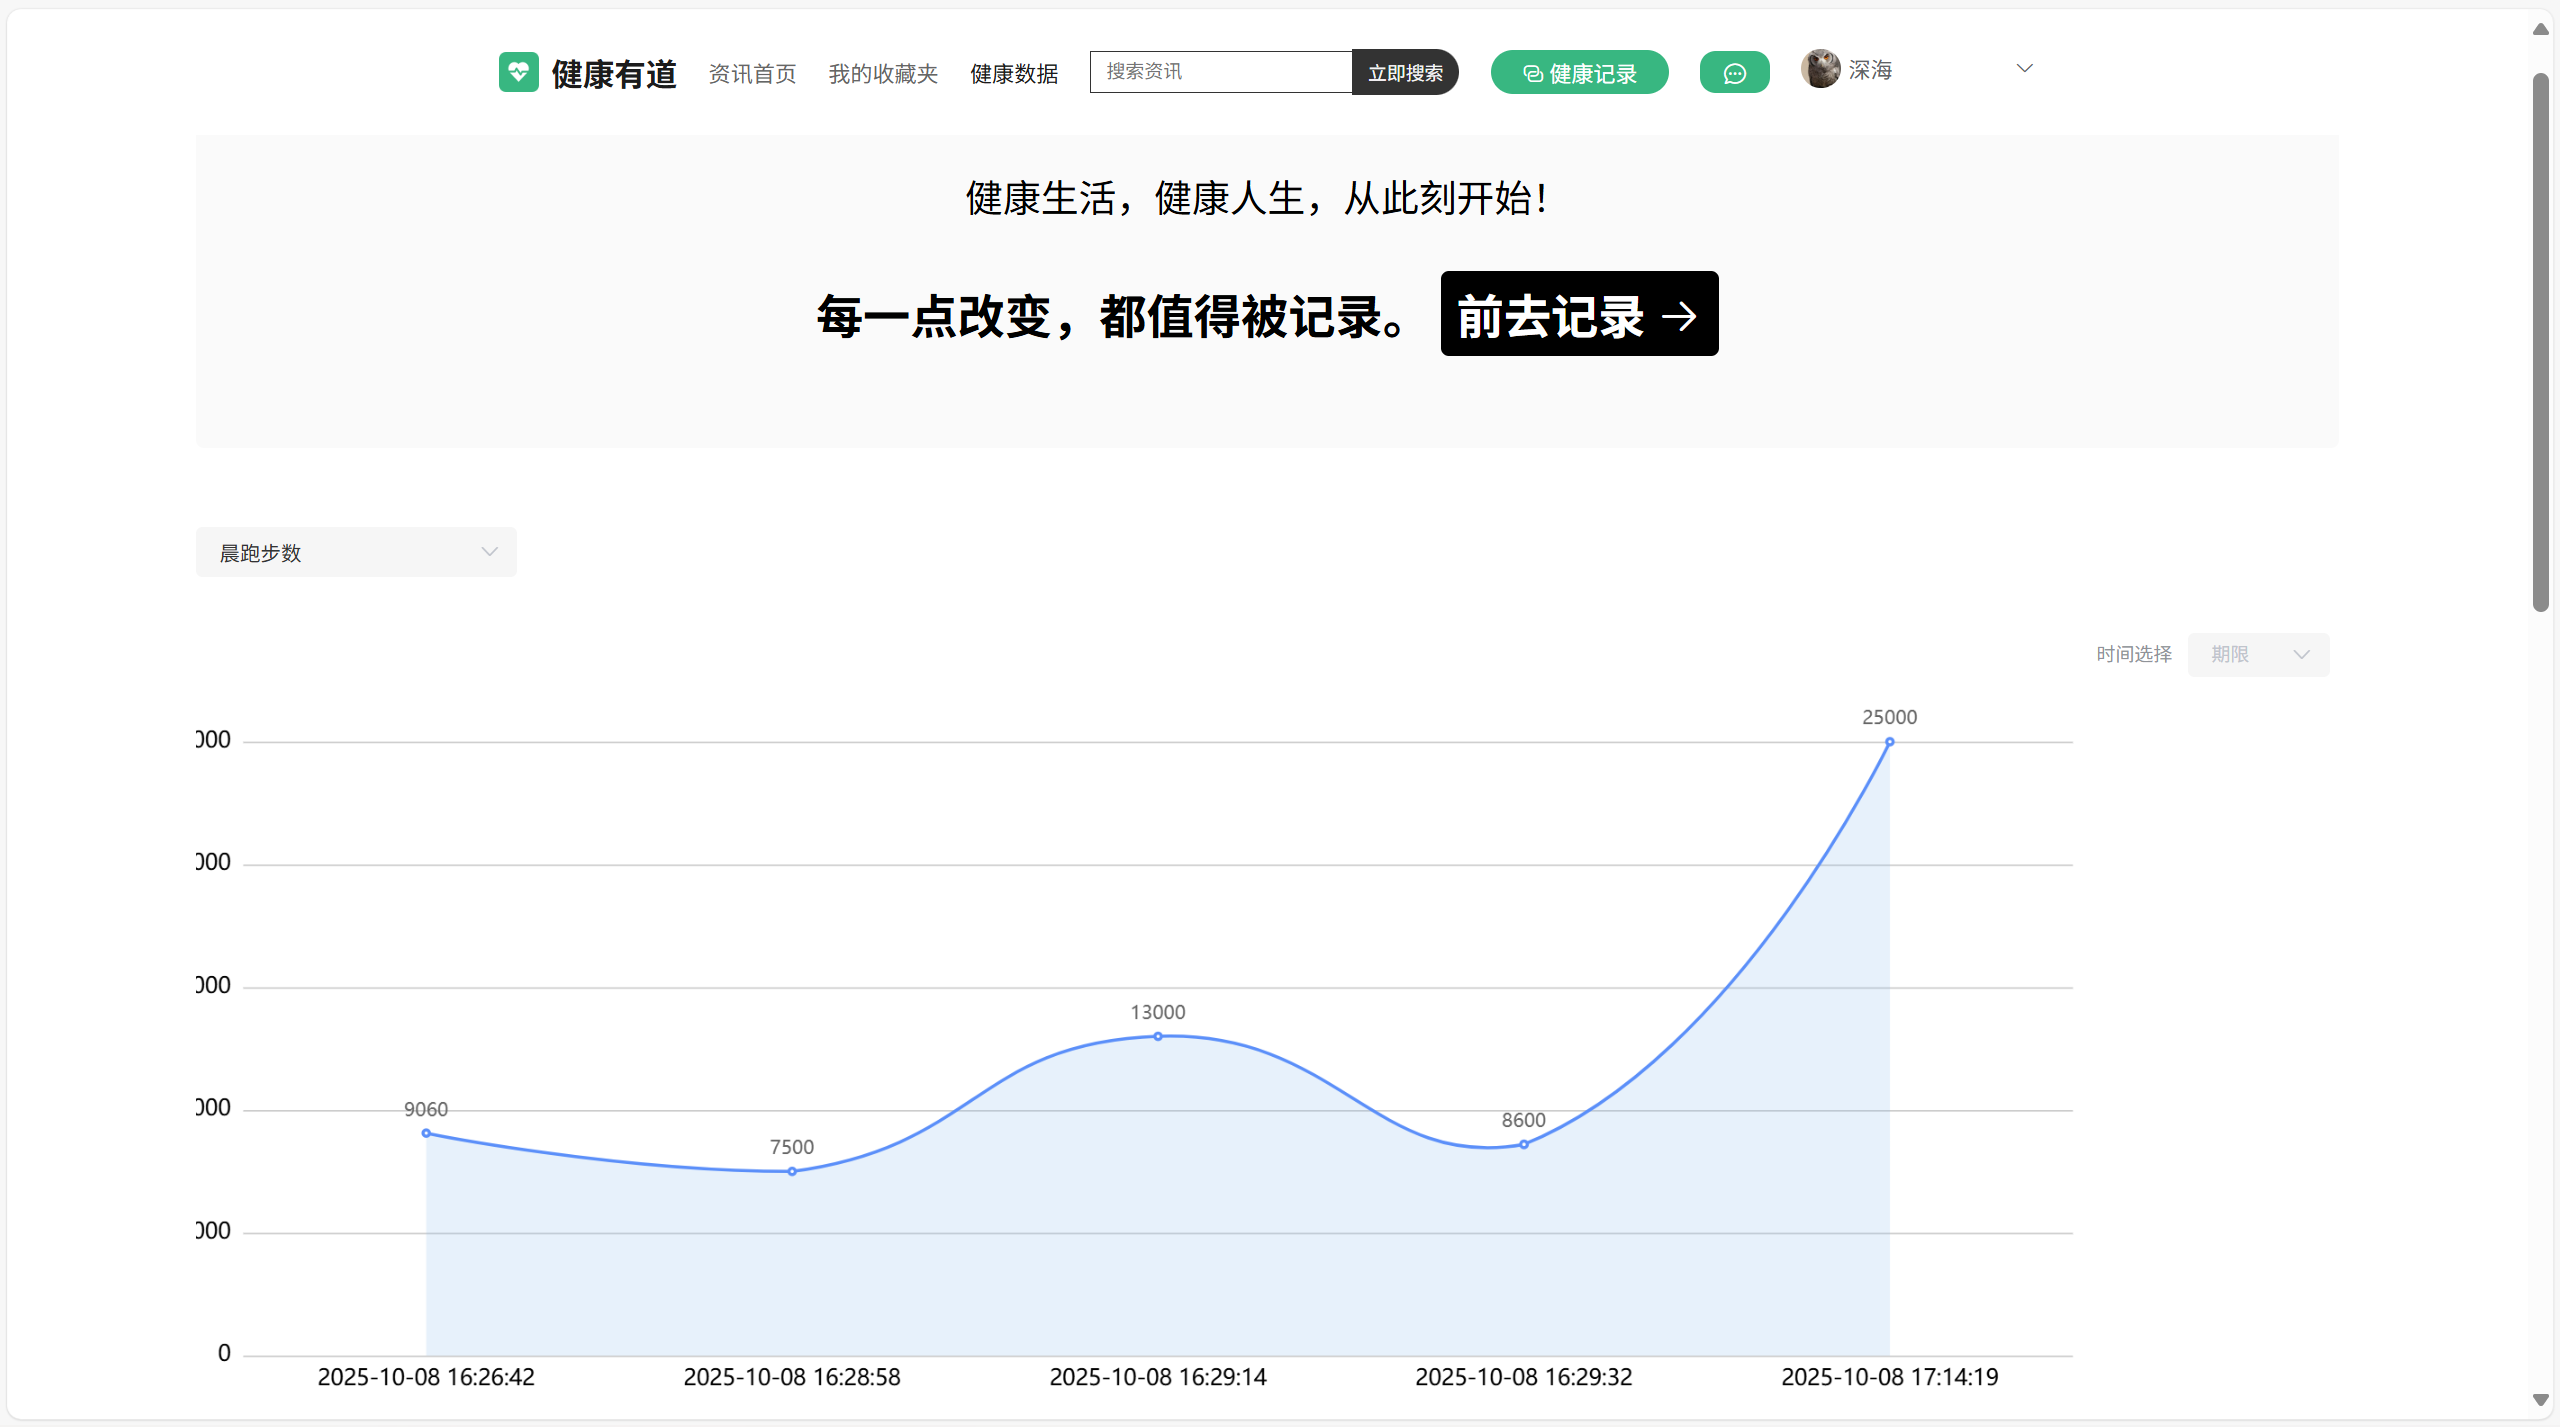 健康有道 资讯首页 我的收藏夹 健康数据 搜索资讯 立即搜索 健康记录 深海
健康生活，健康人生，从此刻开始！
每一点改变，都值得被记录。 前去记录
晨跑步数
时间选择 期限
25000
000
000
000
13000
9060
000
8600
7500
000
0
2025-10-08 16:26:42 2025-10-08 16:28:58 2025-10-08 16:29:14 2025-10-08 16:29:32 2025-10-08 17:14:19